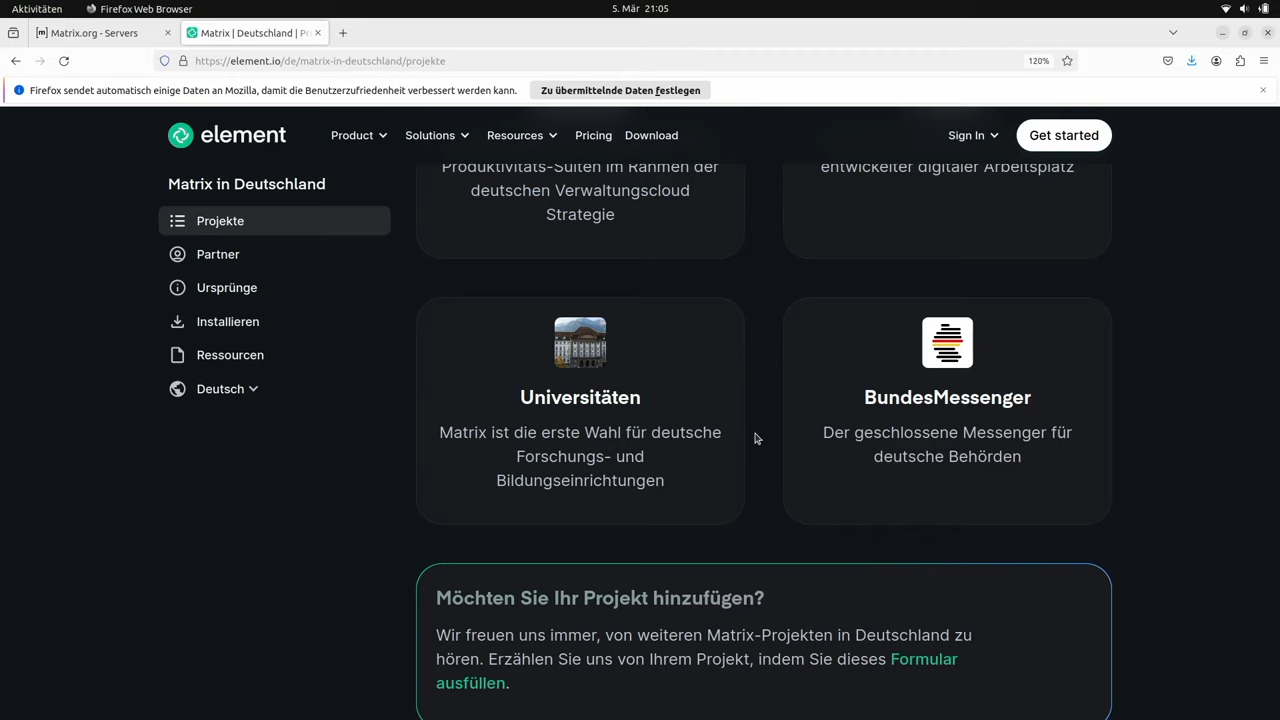 Aktivitäten
Firefox Web Browser
5. Mär 21:05
[m] Matrix.org - Servers
Matrix | Deutschland | Pr
https://element.io/de/matrix-in-deutschland/projekte
120%
Firefox sendet automatisch einige Daten an Mozilla, damit die Benutzerzufriedenheit verbessert werden kann.
Zu übermittelnde Daten festlegen
element
Product
Solutions
Resources
Pricing
Download
Sign In
Get started
Matrix in Deutschland
Projekte
Partner
Ursprünge
Installieren
Ressourcen
Deutsch
Produktivitäts-Suiten im Rahmen der
deutschen Verwaltungscloud
Strategie
entwickelter digitaler Arbeitsplatz
Universitäten
Matrix ist die erste Wahl für deutsche
Forschungs- und
Bildungseinrichtungen
BundesMessenger
Der geschlossene Messenger für
deutsche Behörden
Möchten Sie Ihr Projekt hinzufügen?
Wir freuen uns immer, von weiteren Matrix-Projekten in Deutschland zu
hören. Erzählen Sie uns von Ihrem Projekt, indem Sie dieses Formular
ausfüllen.